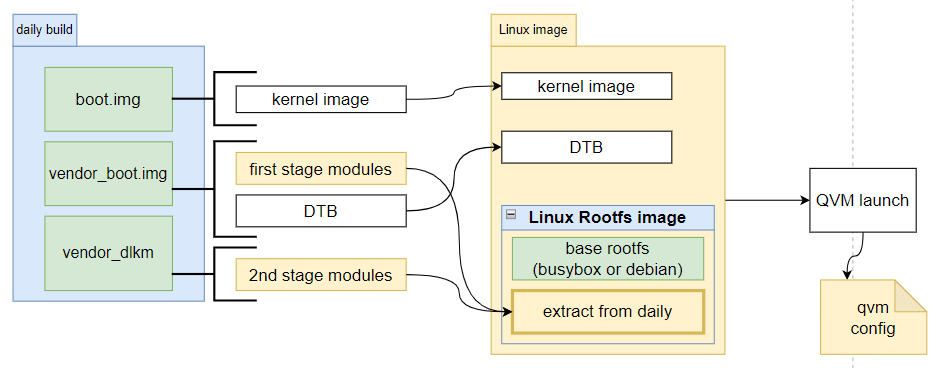 daily build
boot.img
vendor_boot.img
vendor_dlkm
kernel image
first stage modules
DTB
2nd stage modules
Linux image
kernel image
DTB
Linux Rootfs image
base rootfs
(busybox or debian)
extract from daily
QVM launch
qvm
config